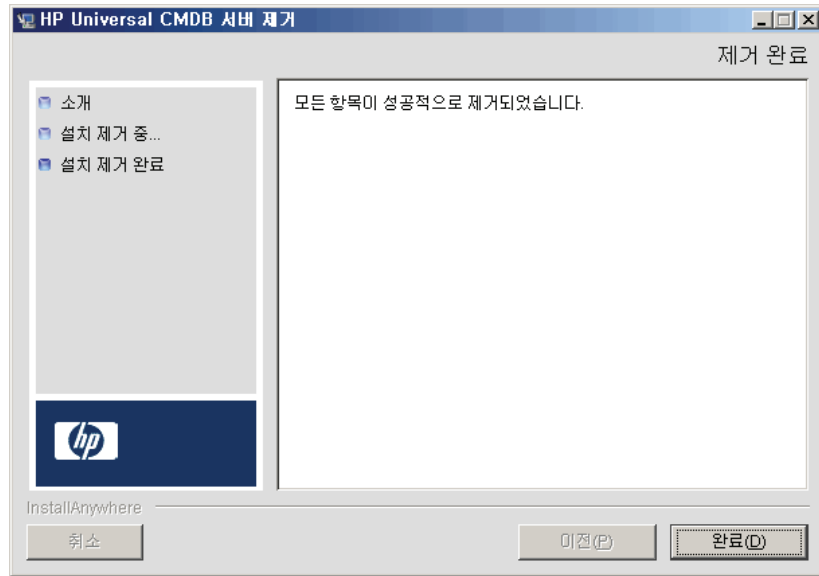 HP Universal CMDB 서버 제거
제거 완료
소개
설치 제거 중...
설치 제거 완료
모든 항목이 성공적으로 제거되었습니다.
hp
InstallAnywhere
취소
이전(P)
완료(D)